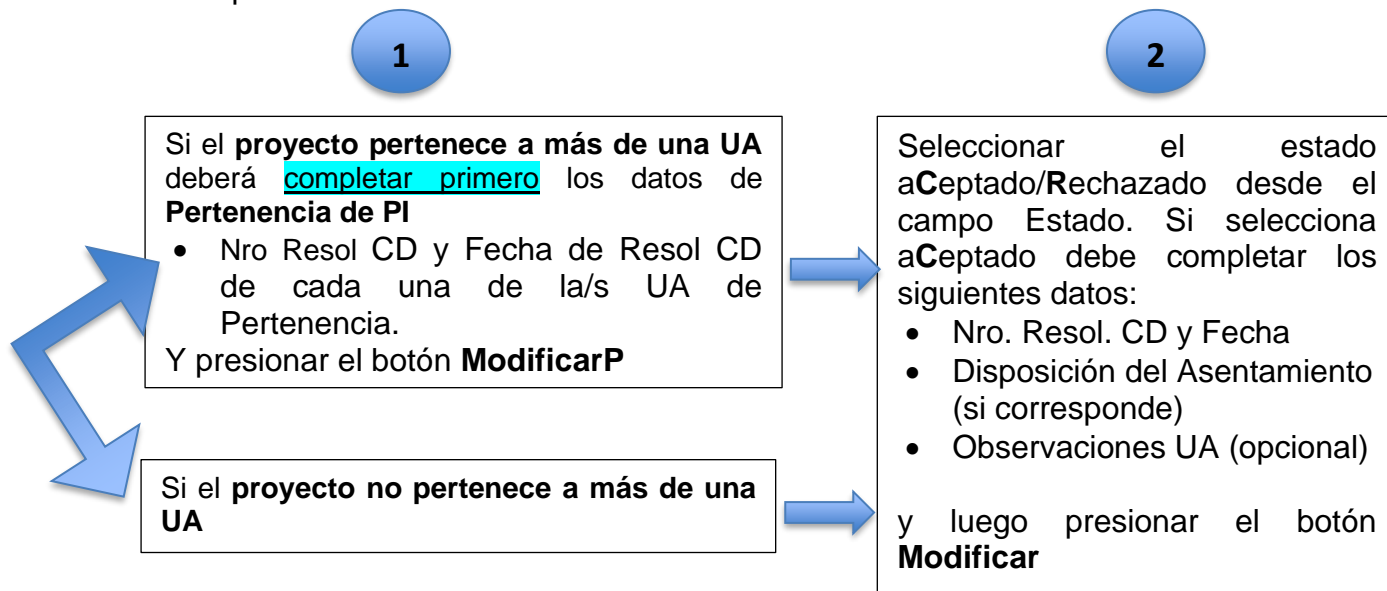 1
2
Si el proyecto pertenece a más de una UA
deberá completar primero los datos de
Pertenencia de PI
• Nro Resol CD y Fecha de Resol CD
de cada una de la/s UA de
Pertenencia.
Y presionar el botón ModificarP
Si el proyecto no pertenece a más de una
UA
Seleccionar el estado
aCeptado/Rechazado desde el
campo Estado. Si selecciona
aCeptado debe completar los
siguientes datos:
• Nro. Resol. CD y Fecha
• Disposición del Asentamiento
(si corresponde)
• Observaciones UA (opcional)
y luego presionar el botón
Modificar